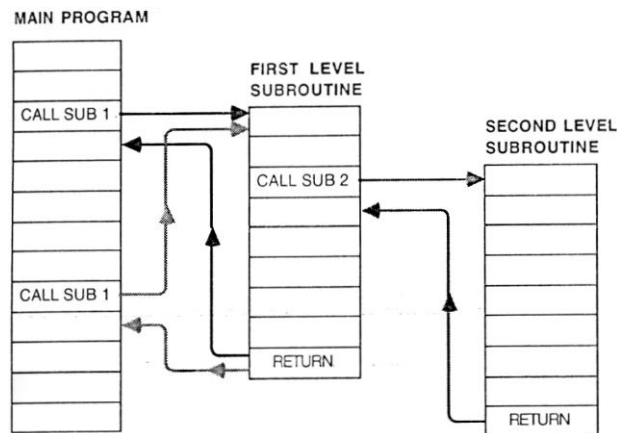 MAIN PROGRAM
FIRST LEVEL
SUBROUTINE
CALL SUB 1
SECOND LEVEL
SUBROUTINE
CALL SUB 2
CALL SUB 1
RETURN
RETURN